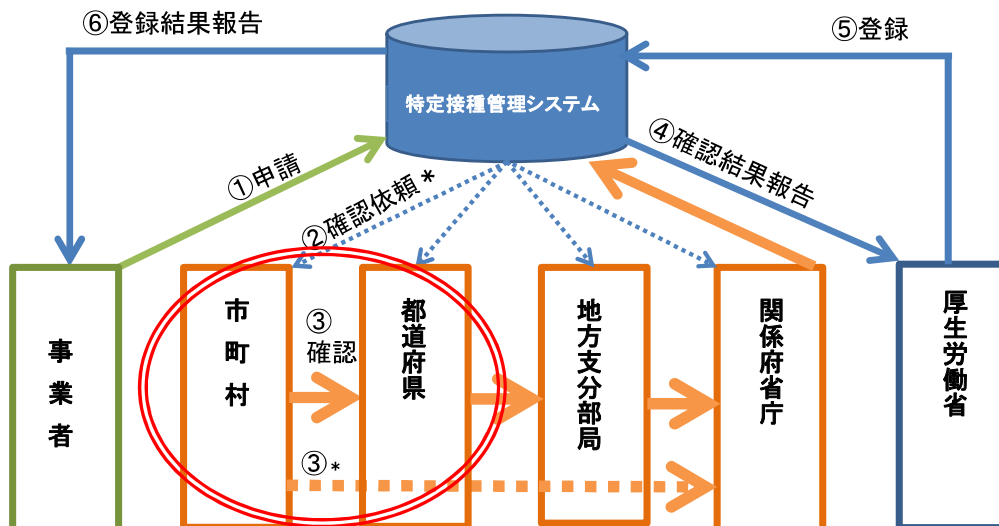 ⑥登録結果報告
⑤登録
特定接種管理システム
①申請
②確認依頼*
④確認結果報告
事業者
市町村
③
確認
都道府県
地方支分部局
関係府省庁
厚生労働省
③*